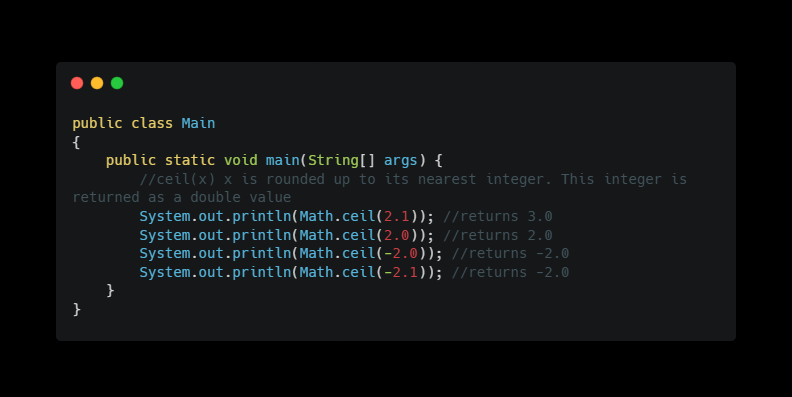 public class Main
{
    public static void main(String[] args) {
        //ceil(x) x is rounded up to its nearest integer. This integer is
returned as a double value
        System.out.println(Math.ceil(2.1)); //returns 3.0
        System.out.println(Math.ceil(2.0)); //returns 2.0
        System.out.println(Math.ceil(-2.0)); //returns -2.0
        System.out.println(Math.ceil(-2.1)); //returns -2.0
    }
}